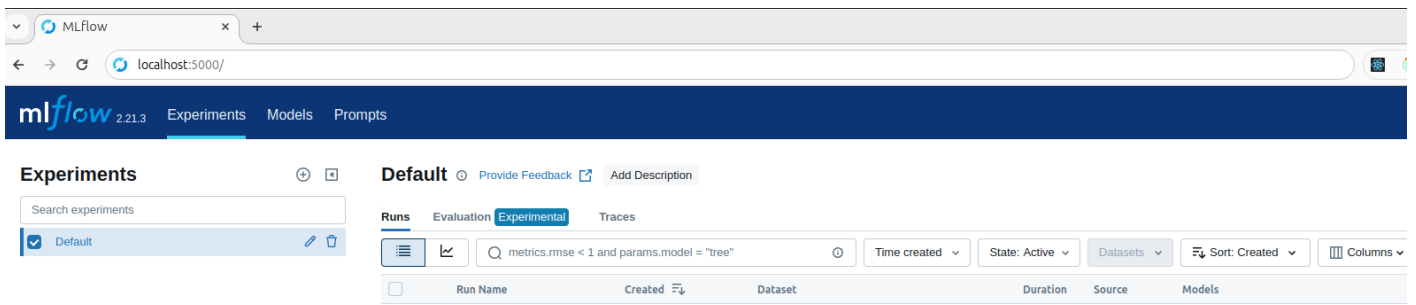 MLflow
localhost:5000/
mlflow 2.21.3 Experiments Models Prompts
Experiments
Search experiments
Default
Default Provide Feedback Add Description
Runs Evaluation Experimental Traces
metrics.rmse < 1 and params.model = "tree" Time created State: Active Datasets Sort: Created Columns
Run Name Created Dataset Duration Source Models